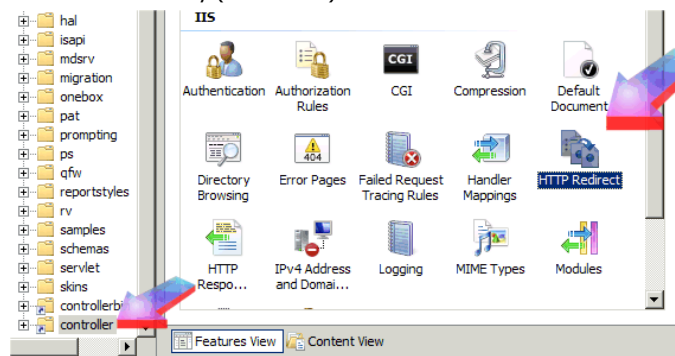 hal
isapi
mdsrv
migration
onebox
pat
prompting
ps
qfw
reportstyles
rv
samples
schemas
servlet
skins
controllerbi
controller
IIS
Authentication
Authorization
Rules
CGI
CGI
Compression
Default
Document
Directory
Browsing
404
Error Pages
Failed Request
Tracing Rules
Handler
Mappings
HTTP Redirect
HTTP
Respo...
IPv4 Address
and Domai...
Logging
MIME Types
Modules
Features View
Content View